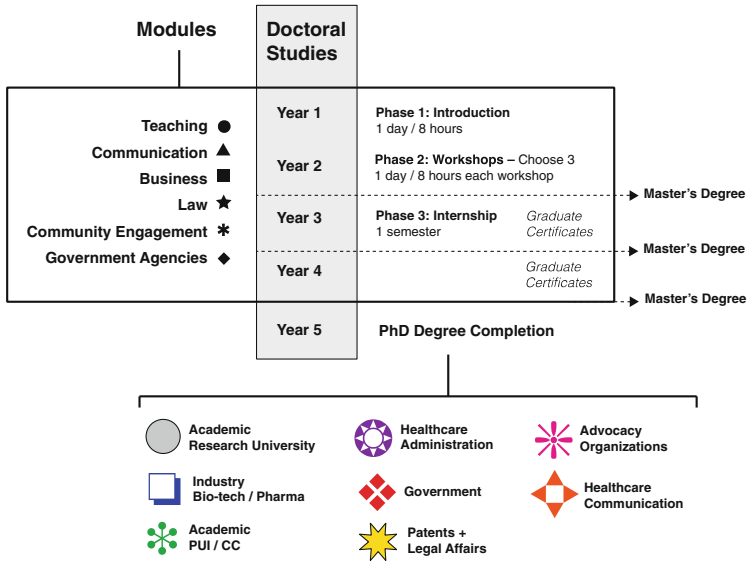 Modules
Doctoral
Studies
Teaching
Communication
Business
Law
Community Engagement
Government Agencies
Year 1
Phase 1: Introduction
1 day / 8 hours
Year 2
Phase 2: Workshops – Choose 3
1 day / 8 hours each workshop
Master's Degree
Year 3
Phase 3: Internship
1 semester
Graduate
Certificates
Master's Degree
Year 4
Graduate
Certificates
Master's Degree
Year 5
PhD Degree Completion
Academic
Research University
Healthcare
Administration
Advocacy
Organizations
Industry
Bio-tech / Pharma
Government
Healthcare
Communication
Academic
PUI / CC
Patents +
Legal Affairs